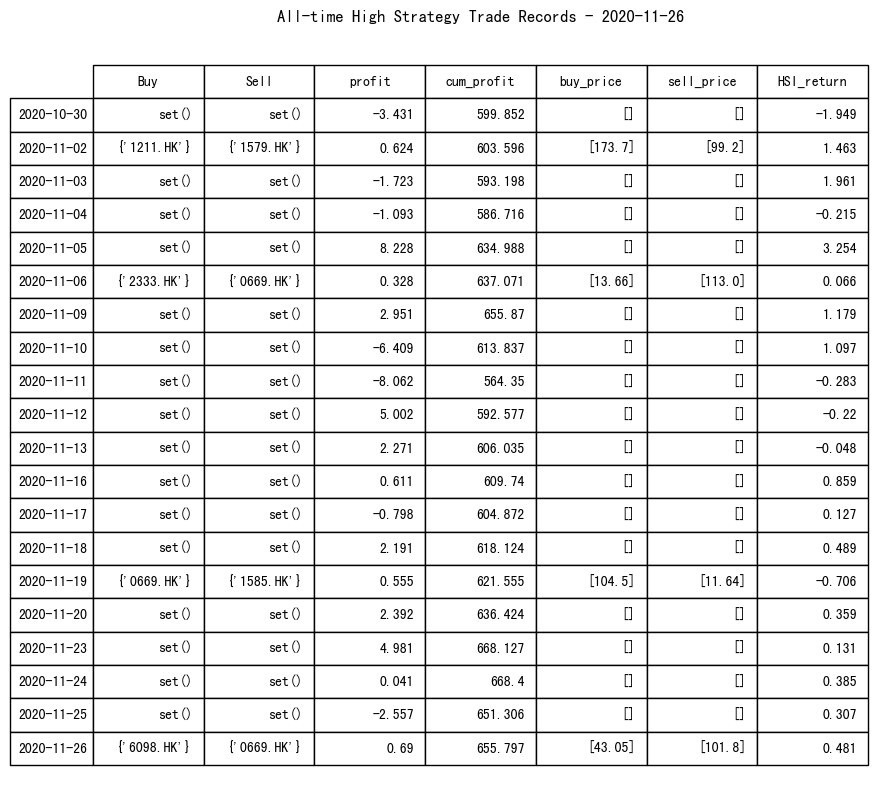 All-time High Strategy Trade Records - 2020-11-26
Buy Sell profit cum_profit buy_price sell_price HSI_return
2020-10-30 set() set() -3.431 599.852 [] [] -1.949
2020-11-02 {'1211.HK'} {'1579.HK'} 0.624 603.596 [173.7] [99.2] 1.463
2020-11-03 set() set() -1.723 593.198 [] [] 1.961
2020-11-04 set() set() -1.093 586.716 [] [] -0.215
2020-11-05 set() set() 8.228 634.988 [] [] 3.254
2020-11-06 {'2333.HK'} {'0669.HK'} 0.328 637.071 [13.66] [113.0] 0.066
2020-11-09 set() set() 2.951 655.87 [] [] 1.179
2020-11-10 set() set() -6.409 613.837 [] [] 1.097
2020-11-11 set() set() -8.062 564.35 [] [] -0.283
2020-11-12 set() set() 5.002 592.577 [] [] -0.22
2020-11-13 set() set() 2.271 606.035 [] [] -0.048
2020-11-16 set() set() 0.611 609.74 [] [] 0.859
2020-11-17 set() set() -0.798 604.872 [] [] 0.127
2020-11-18 set() set() 2.191 618.124 [] [] 0.489
2020-11-19 {'0669.HK'} {'1585.HK'} 0.555 621.555 [104.5] [11.64] -0.706
2020-11-20 set() set() 2.392 636.424 [] [] 0.359
2020-11-23 set() set() 4.981 668.127 [] [] 0.131
2020-11-24 set() set() 0.041 668.4 [] [] 0.385
2020-11-25 set() set() -2.557 651.306 [] [] 0.307
2020-11-26 {'6098.HK'} {'0669.HK'} 0.69 655.797 [43.05] [101.8] 0.481